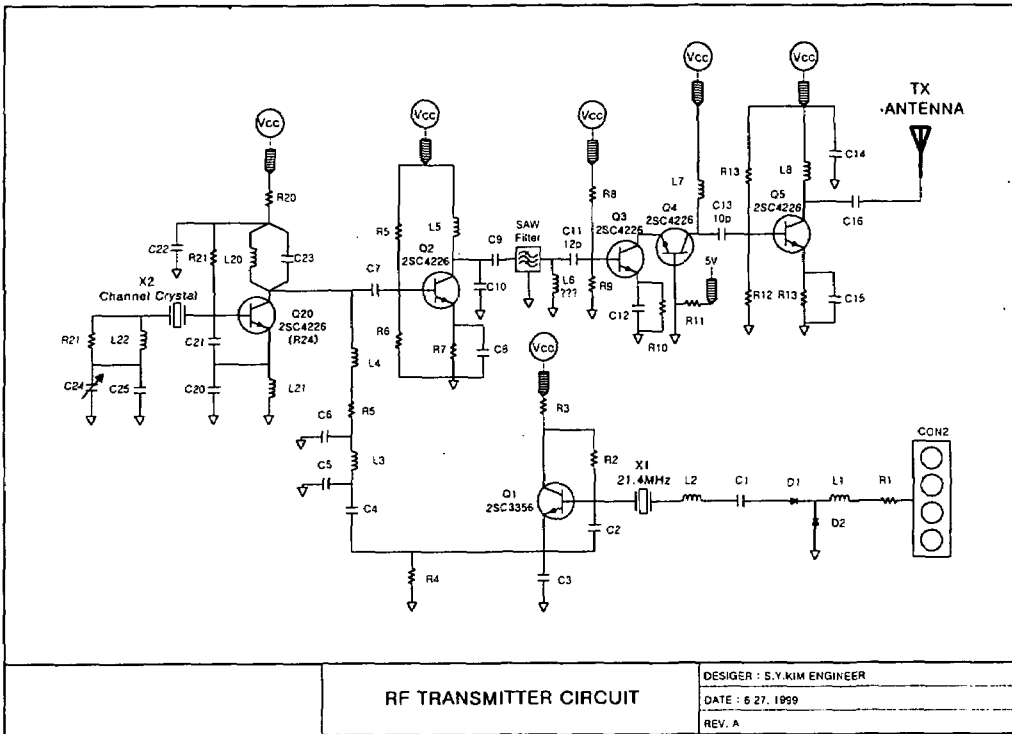 Vcc
Vcc
Vcc
Vcc
Vcc
TX
ANTENNA
R20
C22
R21
L20
C23
X2
Channel Crystal
Q20
2SC4226
(R24)
R21
L22
C21
C24
C25
C20
L21
R5
L5
C7
Q2
2SC4226
C9
SAW
Filter
C10
R6
R7
C8
L4
R5
C6
L3
C5
C4
R4
C11
12p
L6
???
R8
R9
Q3
2SC4226
Q4
2SC4226
C12
R10
R11
5V
L7
C13
10p
R13
L8
C14
Q5
2SC4226
C16
R12
R13
C15
Vcc
R3
R2
Q1
2SC3356
C2
C3
X1
21.4MHz
L2
C1
D1
D2
L1
R1
CON2
RF TRANSMITTER CIRCUIT
DESIGER : S.Y.KIM ENGINEER
DATE : 6 27, 1999
REV. A